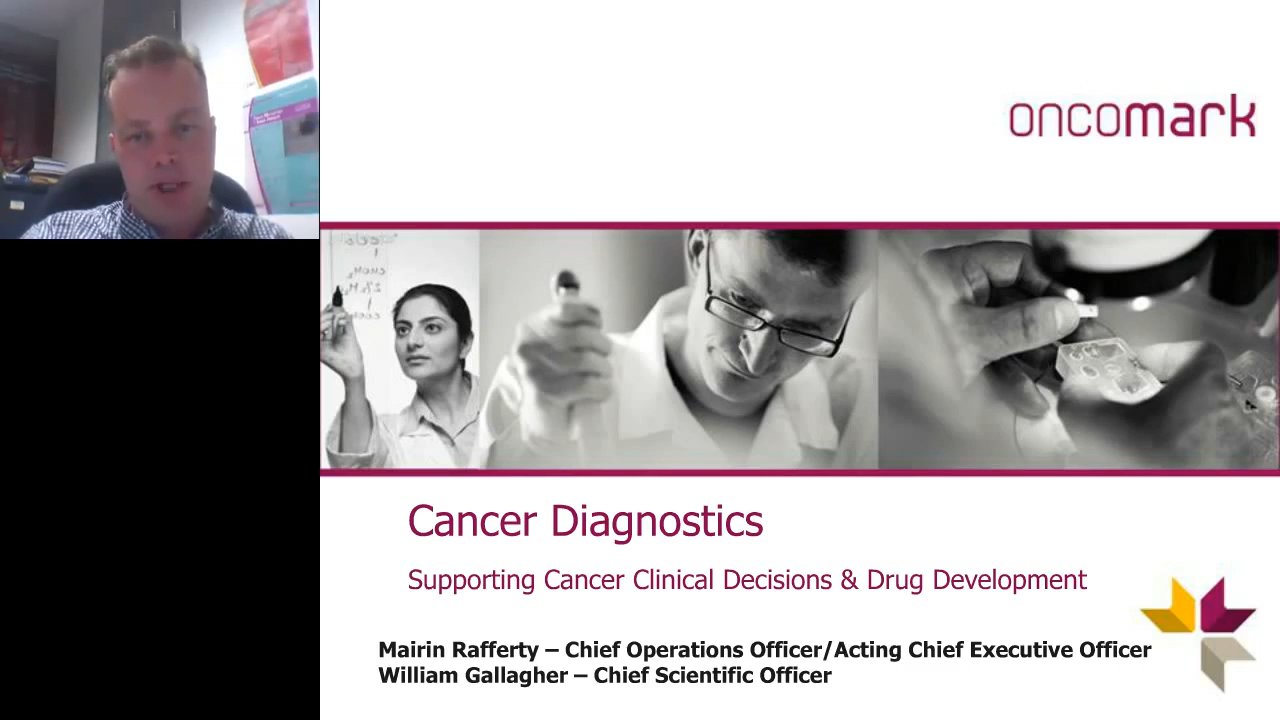 oncomark
Cancer Diagnostics
Supporting Cancer Clinical Decisions & Drug Development
Mairin Rafferty – Chief Operations Officer/Acting Chief Executive Officer
William Gallagher – Chief Scientific Officer